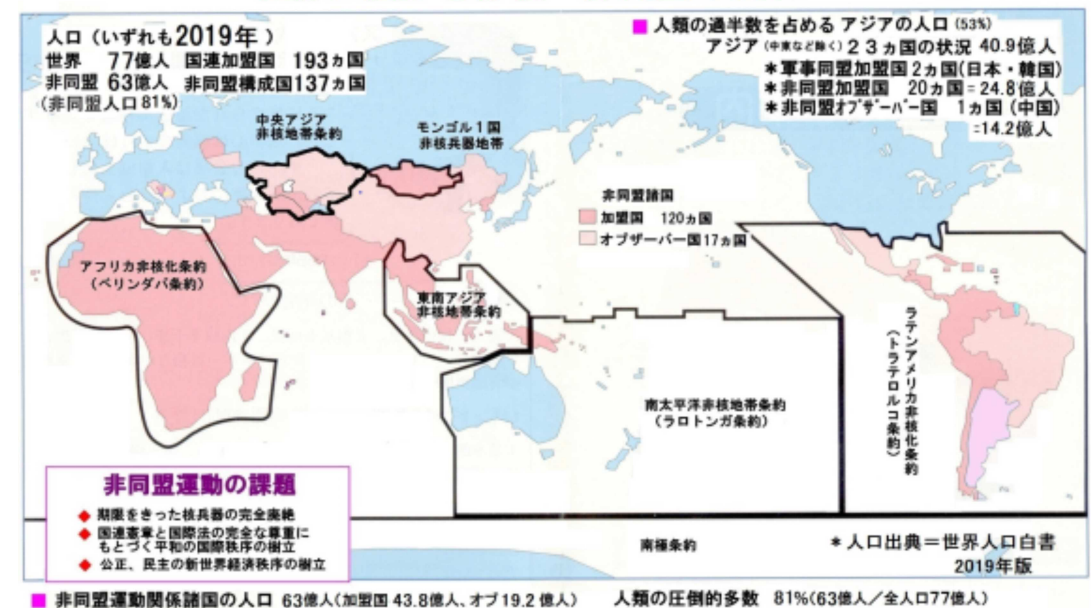 人口（いずれも2019年）
世界 77億人 国連加盟国 193ヵ国
非同盟 63億人 非同盟構成国137ヵ国
(非同盟人口81%)
■ 人類の過半数を占める アジアの人口 (53%)
アジア (中東など除く) ２３ヵ国の状況 40.9億人
＊軍事同盟加盟国 2ヵ国(日本・韓国)
＊非同盟加盟国 20ヵ国=24.8億人
＊非同盟オブザーバー国 1ヵ国 (中国)
=14.2億人
中央アジア
非核地帯条約
モンゴル１国
非核兵器地帯
非同盟諸国
加盟国 120ヵ国
オブザーバー国17ヵ国
アフリカ非核化条約
（ペリンダバ条約）
東南アジア
非核地帯条約
南太平洋非核地帯条約
（ラロトンガ条約）
ラテンアメリカ非核化条約
（トラテロルコ条約）
非同盟運動の課題
◆ 期限をきった核兵器の完全廃絶
◆ 国連憲章と国際法の完全な尊重に
もとづく平和の国際秩序の樹立
◆ 公正、民主の新世界経済秩序の樹立
南極条約
＊人口出典＝世界人口白書
2019年版
■ 非同盟運動関係諸国の人口 63億人(加盟国 43.8億人、オブ 19.2 億人) 人類の圧倒的多数 81%(63億人／全人口77億人)